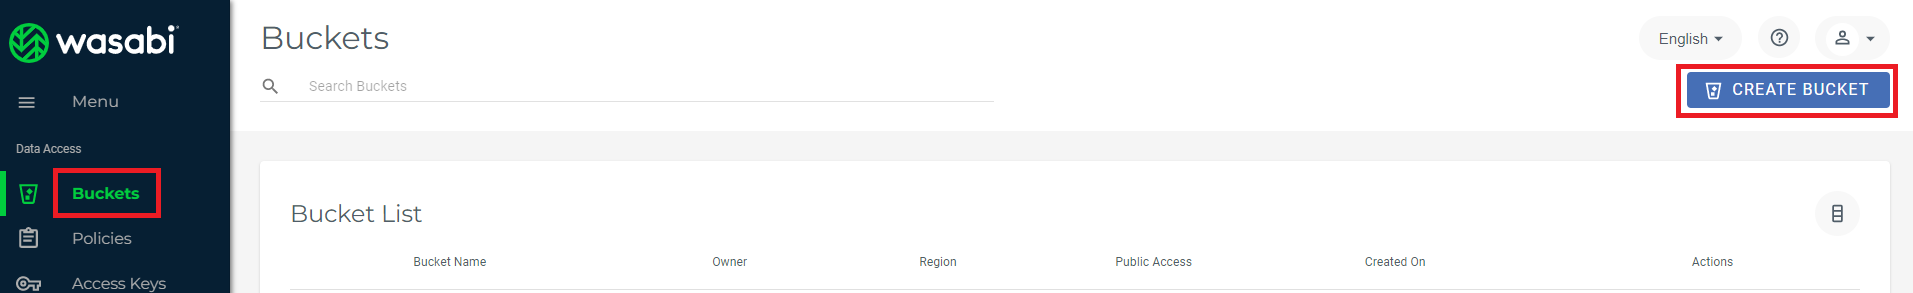 wasabi
Menu
Data Access
Buckets
Policies
Access Keys
Buckets
English
Search Buckets
CREATE BUCKET
Bucket List
Bucket Name Owner Region Public Access Created On Actions